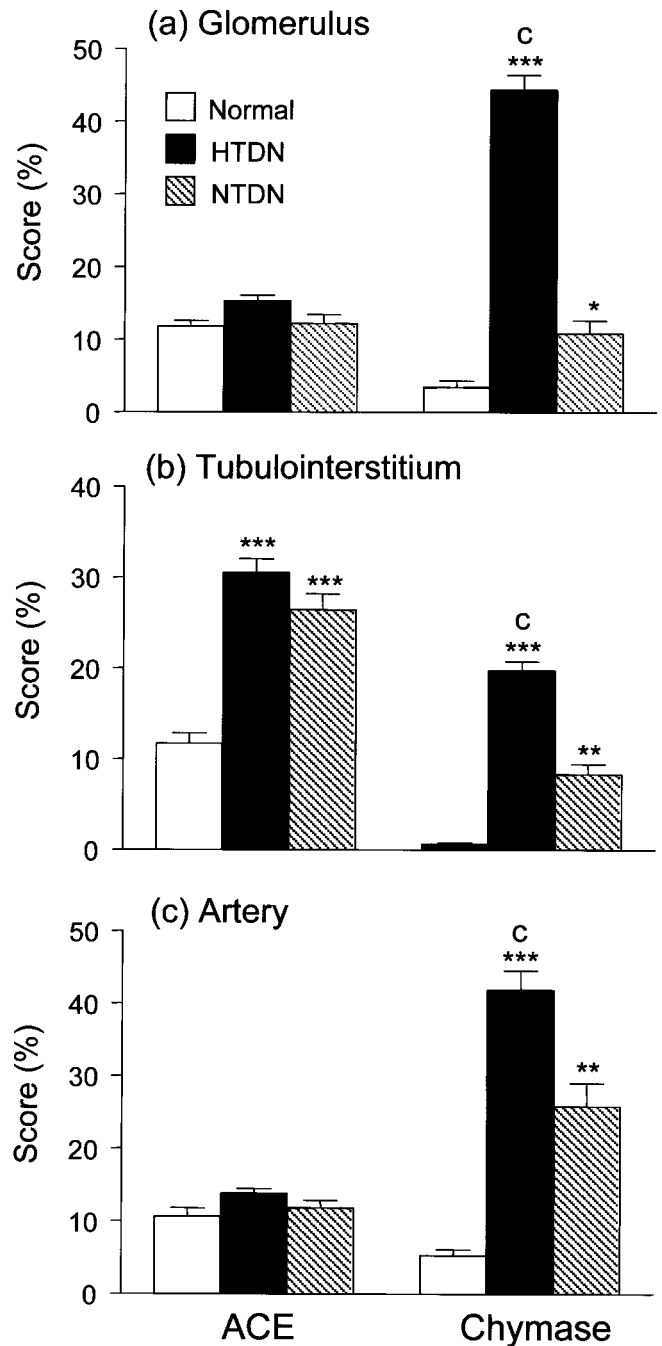 (a) Glomerulus
50
40
30
20
10
0
Score (%)
Normal
HTDN
NTDN
C
***
*
(b) Tubulointerstitium
40
30
20
10
0
Score (%)
***
***
C
***
**
(c) Artery
50
40
30
20
10
0
Score (%)
C
***
**
ACE Chymase